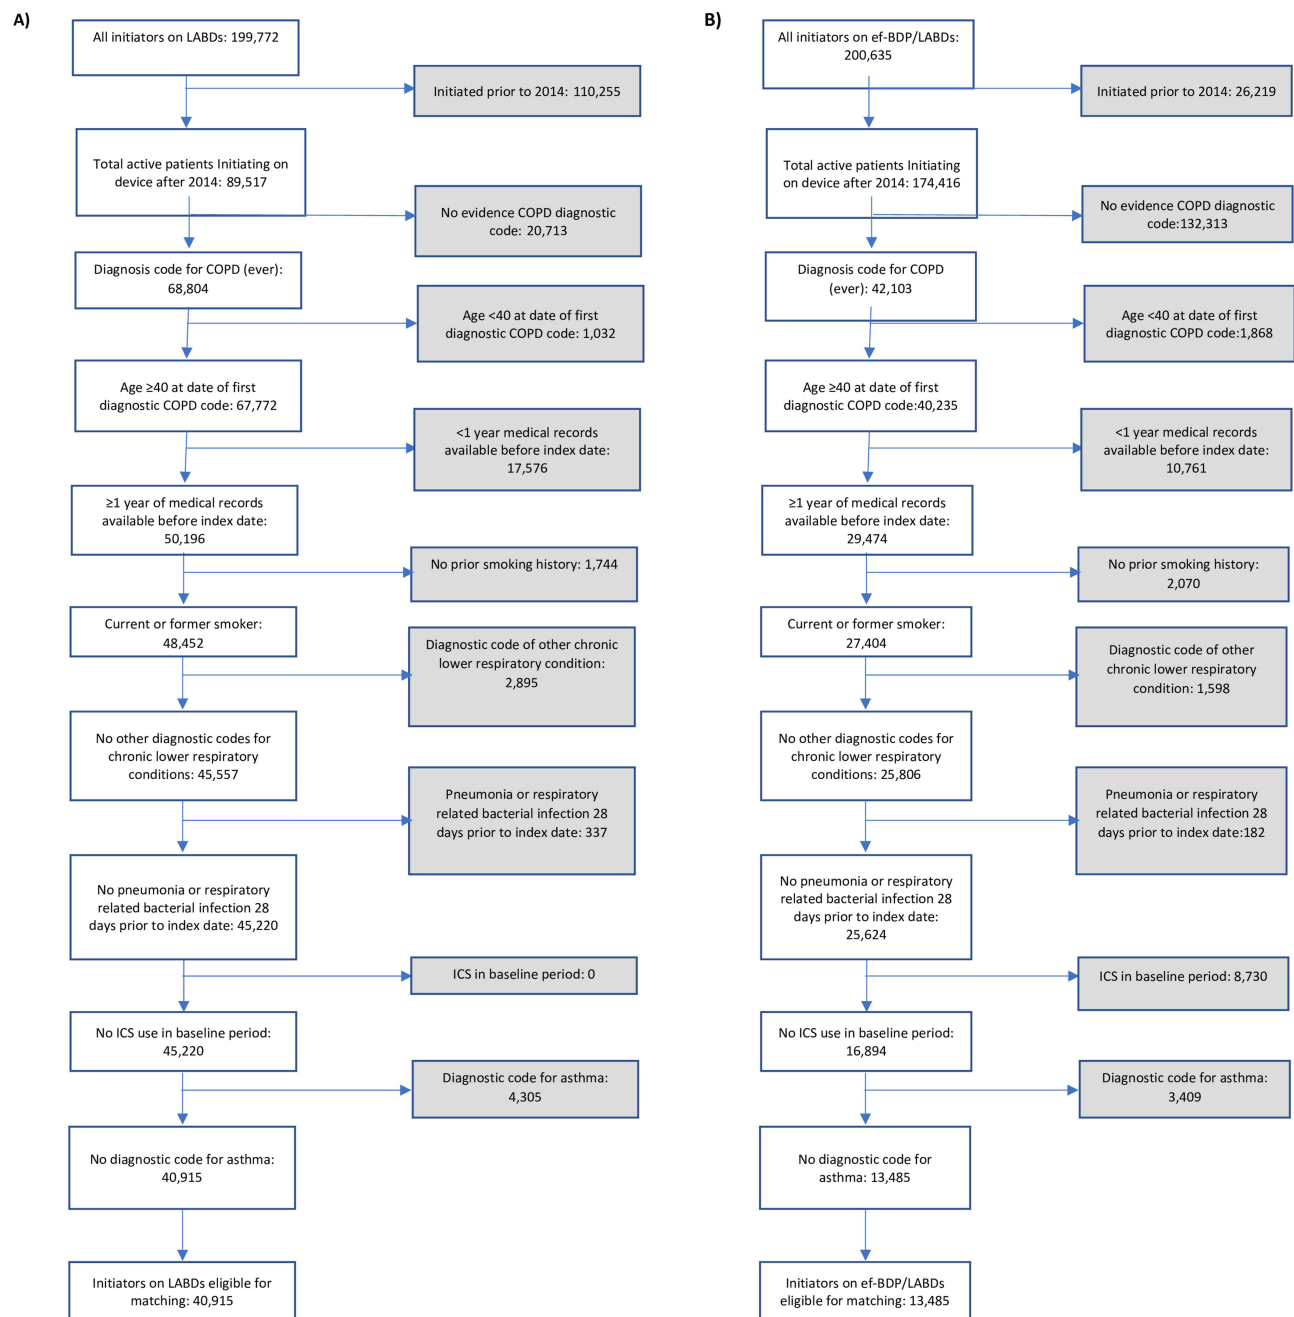 A)
All initiators on LABDs: 199,772
Initiated prior to 2014: 110,255
Total active patients Initiating on
device after 2014: 89,517
No evidence COPD diagnostic
code: 20,713
Diagnosis code for COPD (ever):
68,804
Age <40 at date of first
diagnostic COPD code: 1,032
Age ≥40 at date of first
diagnostic COPD code: 67,772
<1 year medical records
available before index date:
17,576
≥1 year of medical records
available before index date:
50,196
No prior smoking history: 1,744
Current or former smoker:
48,452
Diagnostic code of other chronic
lower respiratory condition:
2,895
No other diagnostic codes for
chronic lower respiratory
conditions: 45,557
Pneumonia or respiratory
related bacterial infection 28
days prior to index date: 337
No pneumonia or respiratory
related bacterial infection 28
days prior to index date: 45,220
ICS in baseline period: 0
No ICS use in baseline period:
45,220
Diagnostic code for asthma:
4,305
No diagnostic code for asthma:
40,915
Initiators on LABDs eligible for
matching: 40,915
B)
All initiators on ef-BDP/LABDs:
200,635
Initiated prior to 2014: 26,219
Total active patients Initiating
on device after 2014: 174,416
No evidence COPD diagnostic
code:132,313
Diagnosis code for COPD
(ever): 42,103
Age <40 at date of first
diagnostic COPD code:1,868
Age ≥40 at date of first
diagnostic COPD code:40,235
<1 year medical records
available before index date:
10,761
≥1 year of medical records
available before index date:
29,474
No prior smoking history:
2,070
Current or former smoker:
27,404
Diagnostic code of other
chronic lower respiratory
condition: 1,598
No other diagnostic codes for
chronic lower respiratory
conditions: 25,806
Pneumonia or respiratory
related bacterial infection 28
days prior to index date:182
No pneumonia or respiratory
related bacterial infection 28
days prior to index date:
25,624
ICS in baseline period: 8,730
No ICS use in baseline period:
16,894
Diagnostic code for asthma:
3,409
No diagnostic code for
asthma: 13,485
Initiators on ef-BDP/LABDs
eligible for matching: 13,485